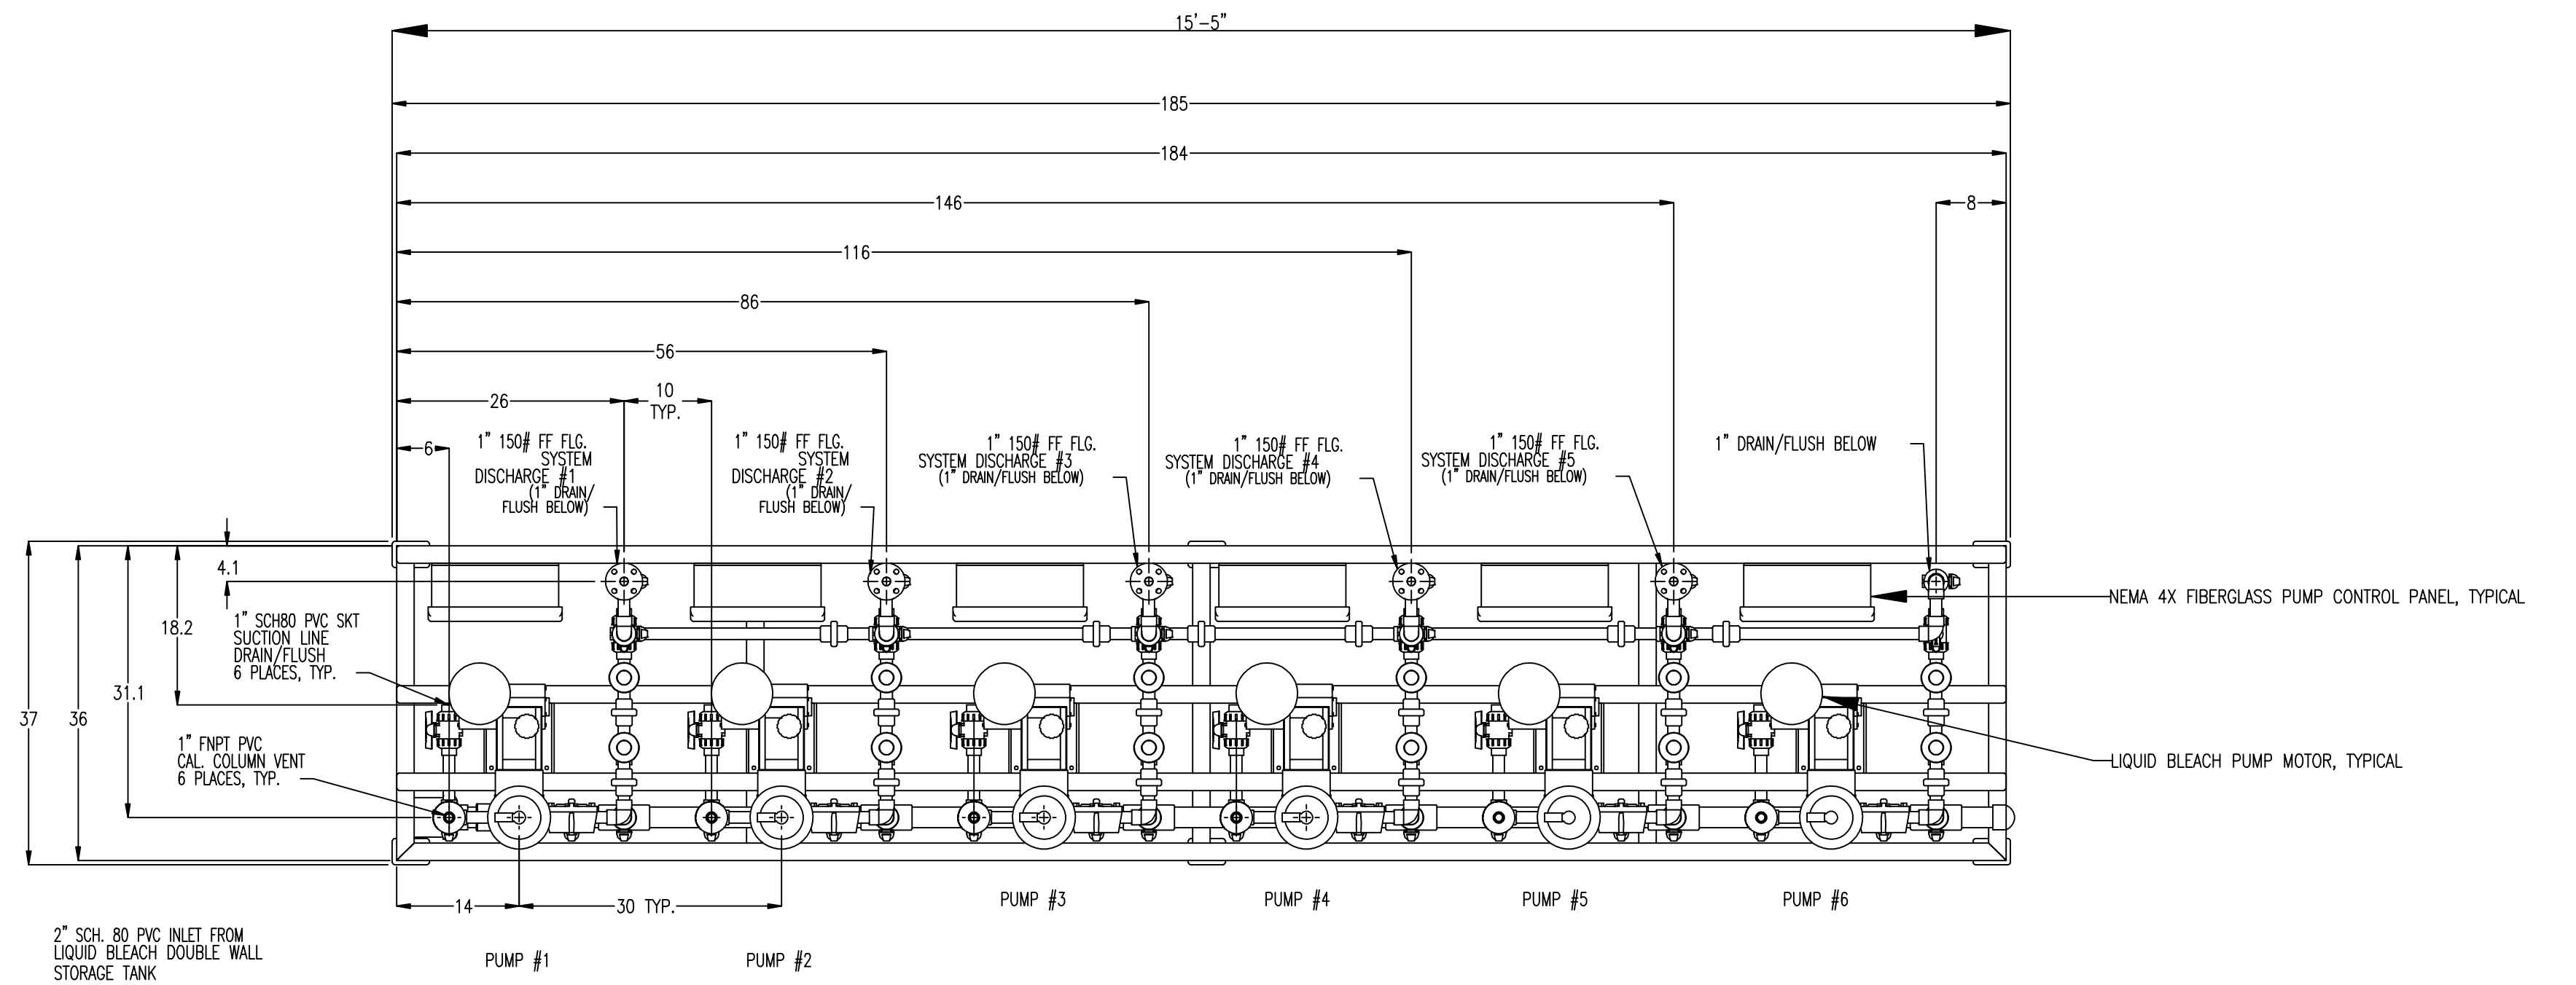 15'-5"
185
184
146
8
116
86
56
26
10
TYP.
6
1" 150# FF FLG.
SYSTEM
DISCHARGE #1
(1" DRAIN/
FLUSH BELOW)
1" 150# FF FLG.
SYSTEM
DISCHARGE #2
(1" DRAIN/
FLUSH BELOW)
1" 150# FF FLG.
SYSTEM DISCHARGE #3
(1" DRAIN/FLUSH BELOW)
1" 150# FF FLG.
SYSTEM DISCHARGE #4
(1" DRAIN/FLUSH BELOW)
1" 150# FF FLG.
SYSTEM DISCHARGE #5
(1" DRAIN/FLUSH BELOW)
1" DRAIN/FLUSH BELOW
4.1
18.2
31.1
36
37
1" SCH80 PVC SKT
SUCTION LINE
DRAIN/FLUSH
6 PLACES, TYP.
1" FNPT PVC
CAL. COLUMN VENT
6 PLACES, TYP.
NEMA 4X FIBERGLASS PUMP CONTROL PANEL, TYPICAL
LIQUID BLEACH PUMP MOTOR, TYPICAL
14
30 TYP.
PUMP #3
PUMP #4
PUMP #5
PUMP #6
2" SCH. 80 PVC INLET FROM
LIQUID BLEACH DOUBLE WALL
STORAGE TANK
PUMP #1
PUMP #2